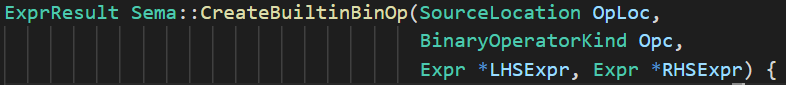 ExprResult Sema::CreateBuiltinBinOp(SourceLocation OpLoc,
BinaryOperatorKind Opc,
Expr *LHSExpr, Expr *RHSExpr) {